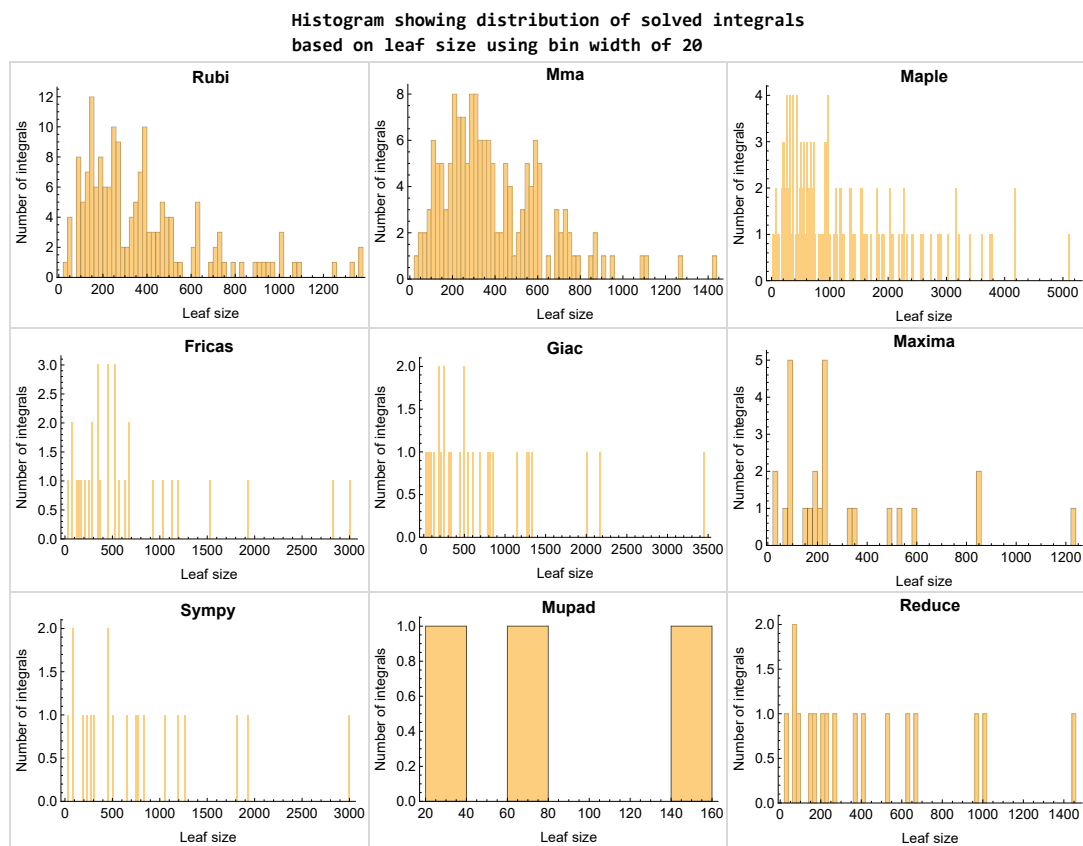 Histogram showing distribution of solved integrals
based on leaf size using bin width of 20
Rubi
Number of integrals
0 2 4 6 8 10 12
0 200 400 600 800 1000 1200
Leaf size
Mma
Number of integrals
0 2 4 6 8
0 200 400 600 800 1000 1200 1400
Leaf size
Maple
Number of integrals
0 1 2 3 4
0 1000 2000 3000 4000 5000
Leaf size
Fricas
Number of integrals
0.0 0.5 1.0 1.5 2.0 2.5 3.0
0 500 1000 1500 2000 2500 3000
Leaf size
Giac
Number of integrals
0.0 0.5 1.0 1.5 2.0
0 500 1000 1500 2000 2500 3000 3500
Leaf size
Maxima
Number of integrals
0 1 2 3 4 5
0 200 400 600 800 1000 1200
Leaf size
Sympy
Number of integrals
0.0 0.5 1.0 1.5 2.0
0 500 1000 1500 2000 2500 3000
Leaf size
Mupad
Number of integrals
0.0 0.2 0.4 0.6 0.8 1.0
20 40 60 80 100 120 140 160
Leaf size
Reduce
Number of integrals
0.0 0.5 1.0 1.5 2.0
0 200 400 600 800 1000 1200 1400
Leaf size